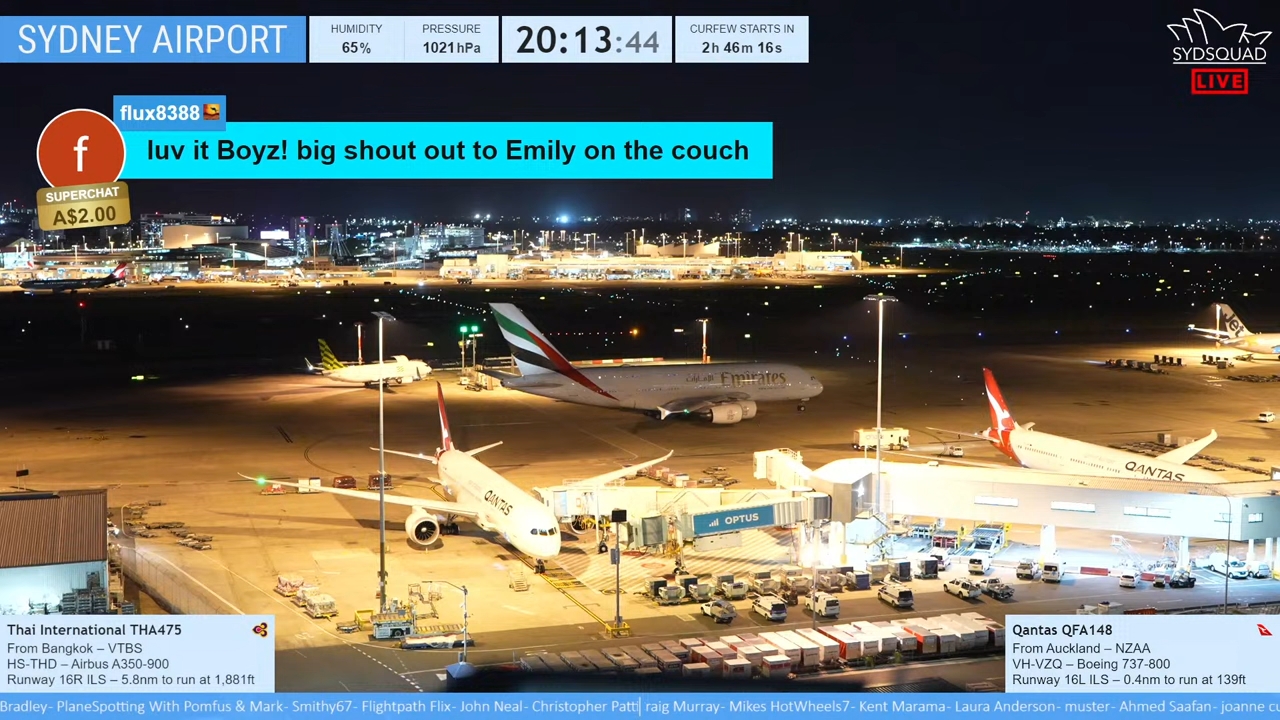 SYDNEY AIRPORT
HUMIDITY
65%
PRESSURE
1021hPa
20:13:44
CURFEW STARTS IN
2h 46m 16s
SYDSQUAD
LIVE
flux8388
f
luv it Boyz! big shout out to Emily on the couch
SUPERCHAT
A$2.00
Emirates
QANTAS
QANTAS
OPTUS
Thai International THA475
From Bangkok – VTBS
HS-THD – Airbus A350-900
Runway 16R ILS – 5.8nm to run at 1,881ft
Qantas QFA148
From Auckland – NZAA
VH-VZQ – Boeing 737-800
Runway 16L ILS – 0.4nm to run at 139ft
Bradley- PlaneSpotting With Pomfus & Mark- Smithy67- Flightpath Flix- John Neal- Christopher Patti raig Murray- Mikes HotWheels7- Kent Marama- Laura Anderson- muster- Ahmed Saafan- joanne cu